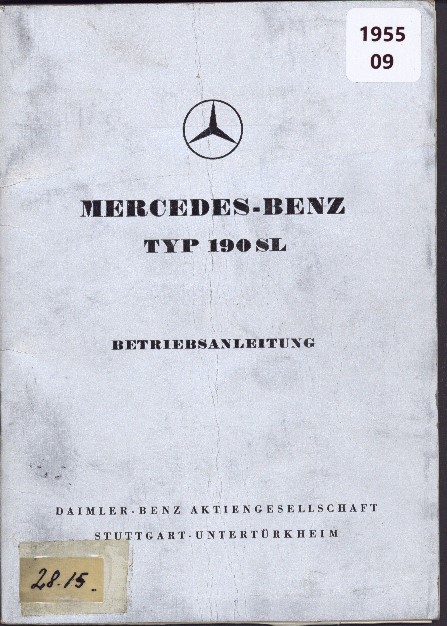 1955
09
MERCEDES-BENZ
TYP 190 SL
BETRIEBSANLEITUNG
DAIMLER-BENZ AKTIENGESELLSCHAFT
STUTTGART-UNTERTÜRKHEIM
28.15.